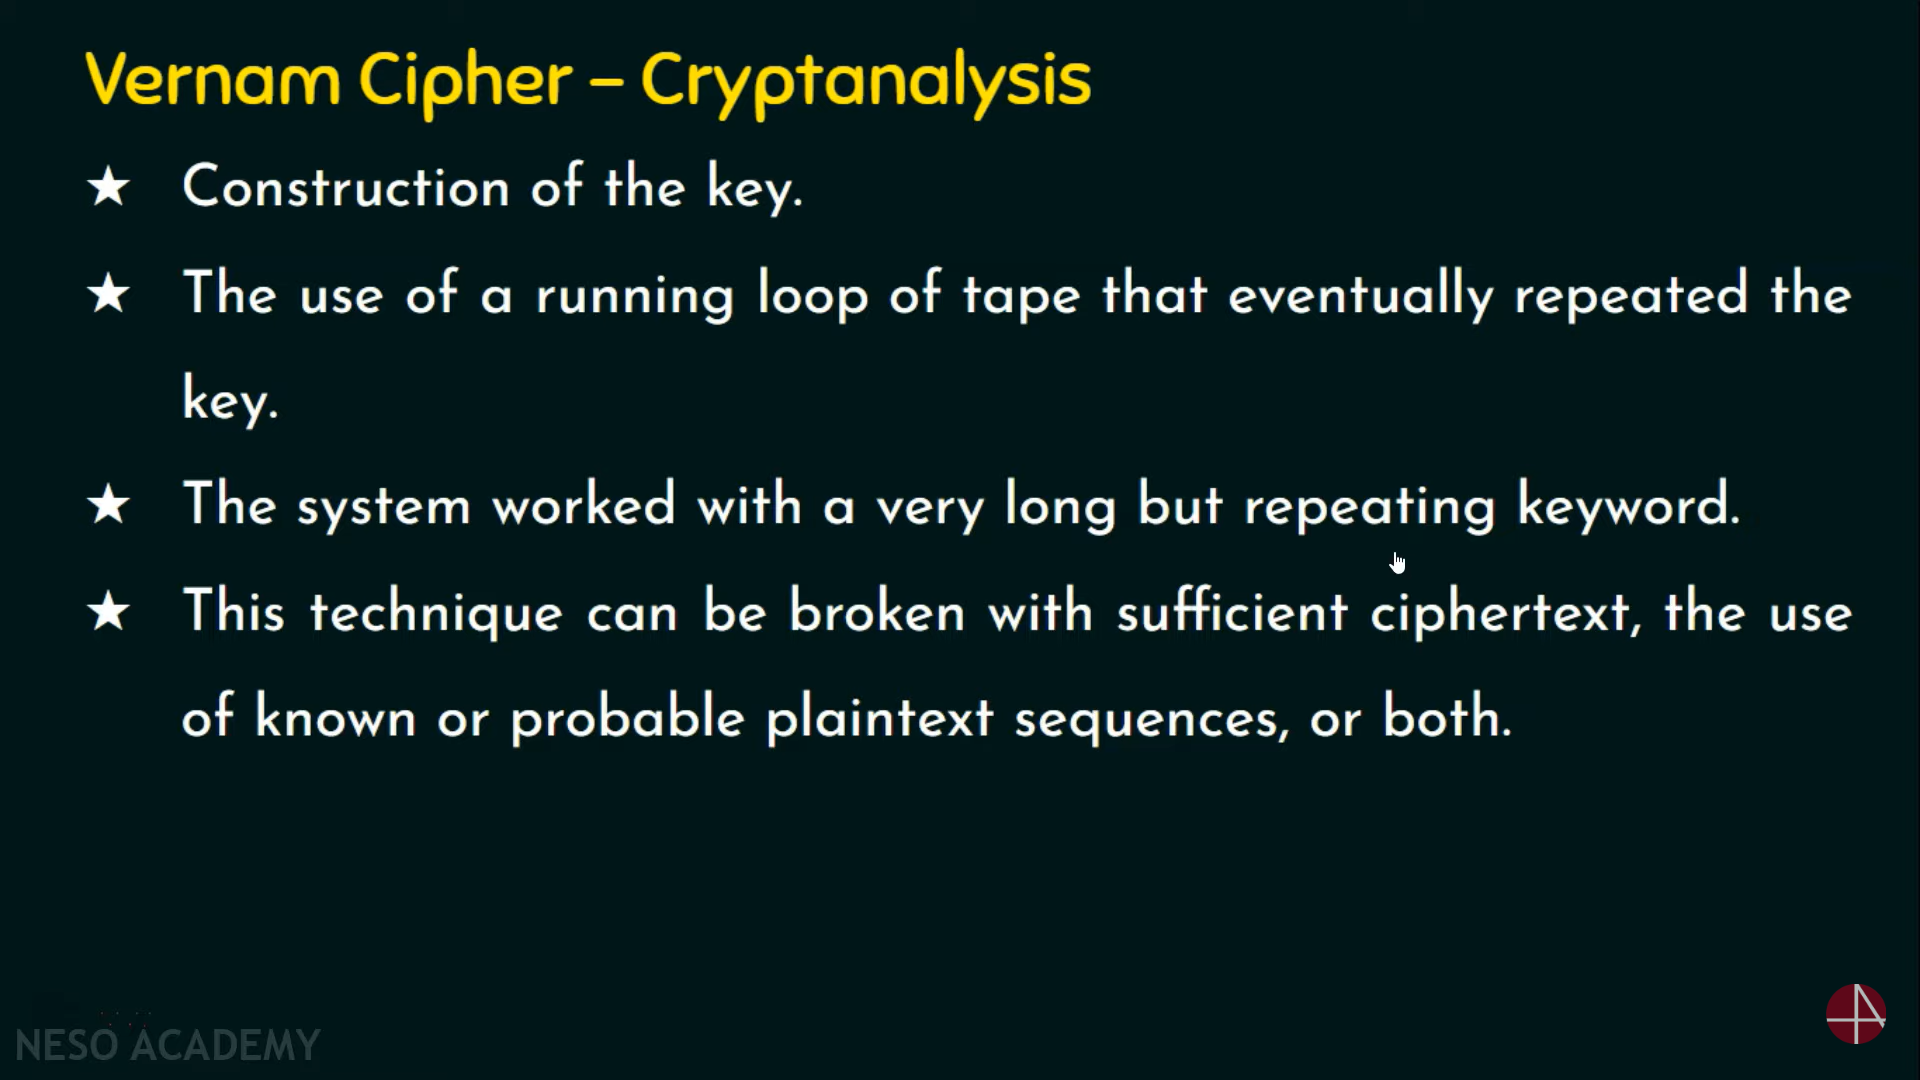 Vernam Cipher – Cryptanalysis
★ Construction of the key.
★ The use of a running loop of tape that eventually repeated the
key.
★ The system worked with a very long but repeating keyword.
★ This technique can be broken with sufficient ciphertext, the use
of known or probable plaintext sequences, or both.
NESO ACADEMY